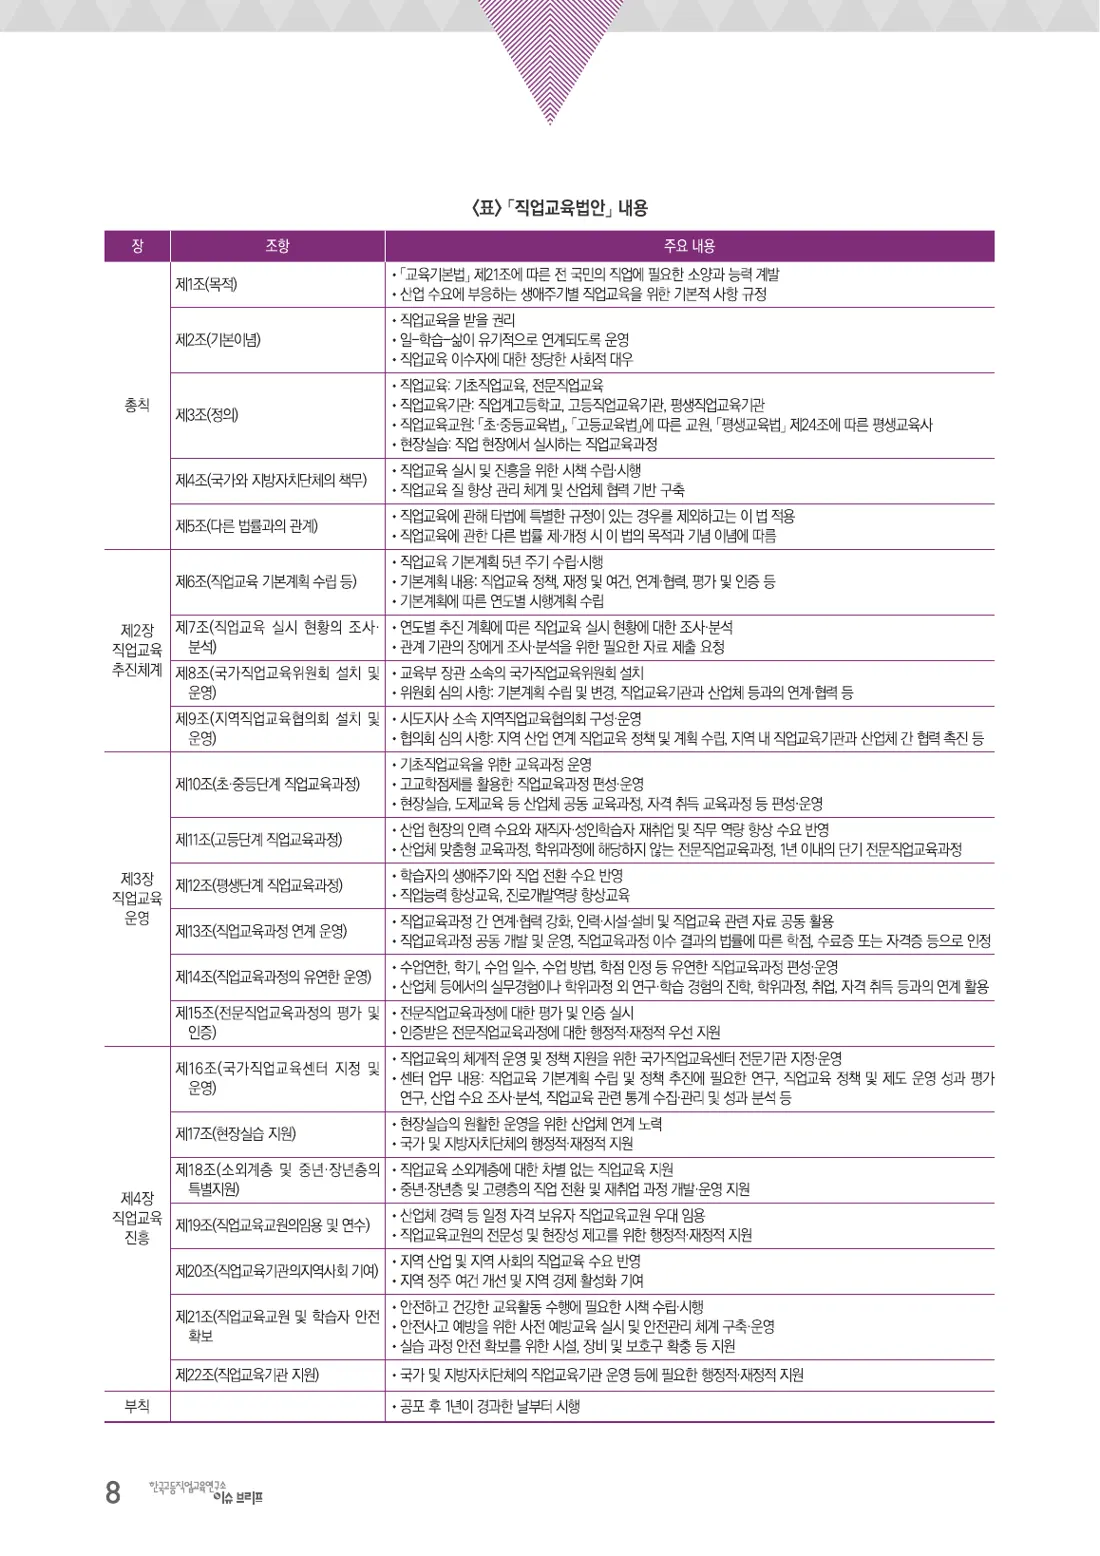 〈표〉 「직업교육법안」 내용
장 조항 주요 내용
총칙
제1조(목적)
• 「교육기본법」 제21조에 따른 전 국민의 직업에 필요한 소양과 능력 계발
• 산업 수요에 부응하는 생애주기별 직업교육을 위한 기본적 사항 규정
제2조(기본이념)
• 직업교육을 받을 권리
• 일-학습-삶이 유기적으로 연계되도록 운영
• 직업교육 이수자에 대한 정당한 사회적 대우
제3조(정의)
• 직업교육: 기초직업교육, 전문직업교육
• 직업교육기관: 직업계고등학교, 고등직업교육기관, 평생직업교육기관
• 직업교육교원: 「초·중등교육법」, 「고등교육법」에 따른 교원, 「평생교육법」 제24조에 따른 평생교육사
• 현장실습: 직업 현장에서 실시하는 직업교육과정
제4조(국가와 지방자치단체의 책무)
• 직업교육 실시 및 진흥을 위한 시책 수립·시행
• 직업교육 질 향상 관리 체계 및 산업체 협력 기반 구축
제5조(다른 법률과의 관계)
• 직업교육에 관해 타법에 특별한 규정이 있는 경우를 제외하고는 이 법 적용
• 직업교육에 관한 다른 법률 제·개정 시 이 법의 목적과 기념 이념에 따름
제2장
직업교육
추진체계
제6조(직업교육 기본계획 수립 등)
• 직업교육 기본계획 5년 주기 수립·시행
• 기본계획 내용: 직업교육 정책, 재정 및 여건, 연계·협력, 평가 및 인증 등
• 기본계획에 따른 연도별 시행계획 수립
제7조(직업교육 실시 현황의 조사·
분석)
• 연도별 추진 계획에 따른 직업교육 실시 현황에 대한 조사·분석
• 관계 기관의 장에게 조사·분석을 위한 필요한 자료 제출 요청
제8조(국가직업교육위원회 설치 및
운영)
• 교육부 장관 소속의 국가직업교육위원회 설치
• 위원회 심의 사항: 기본계획 수립 및 변경, 직업교육기관과 산업체 등과의 연계·협력 등
제9조(지역직업교육협의회 설치 및
운영)
• 시도지사 소속 지역직업교육협의회 구성·운영
• 협의회 심의 사항: 지역 산업 연계 직업교육 정책 및 계획 수립, 지역 내 직업교육기관과 산업체 간 협력 촉진 등
제3장
직업교육
운영
제10조(초·중등단계 직업교육과정)
• 기초직업교육을 위한 교육과정 운영
• 고교학점제를 활용한 직업교육과정 편성·운영
• 현장실습, 도제교육 등 산업체 공동 교육과정, 자격 취득 교육과정 등 편성·운영
제11조(고등단계 직업교육과정)
• 산업 현장의 인력 수요와 재직자·성인학습자 재취업 및 직무 역량 향상 수요 반영
• 산업체 맞춤형 교육과정, 학위과정에 해당하지 않는 전문직업교육과정, 1년 이내의 단기 전문직업교육과정
제12조(평생단계 직업교육과정)
• 학습자의 생애주기와 직업 전환 수요 반영
• 직업능력 향상교육, 진로개발역량 향상교육
제13조(직업교육과정 연계 운영)
• 직업교육과정 간 연계·협력 강화, 인력·시설·설비 및 직업교육 관련 자료 공동 활용
• 직업교육과정 공동 개발 및 운영, 직업교육과정 이수 결과의 법률에 따른 학점, 수료증 또는 자격증 등으로 인정
제14조(직업교육과정의 유연한 운영)
• 수업연한, 학기, 수업 일수, 수업 방법, 학점 인정 등 유연한 직업교육과정 편성·운영
• 산업체 등에서의 실무경험이나 학위과정 외 연구·학습 경험의 진학, 학위과정, 취업, 자격 취득 등과의 연계 활용
제15조(전문직업교육과정의 평가 및
인증)
• 전문직업교육과정에 대한 평가 및 인증 실시
• 인증받은 전문직업교육과정에 대한 행정적·재정적 우선 지원
제4장
직업교육
진흥
제16조(국가직업교육센터 지정 및
운영)
• 직업교육의 체계적 운영 및 정책 지원을 위한 국가직업교육센터 전문기관 지정·운영
• 센터 업무 내용: 직업교육 기본계획 수립 및 정책 추진에 필요한 연구, 직업교육 정책 및 제도 운영 성과 평가
연구, 산업 수요 조사·분석, 직업교육 관련 통계 수집·관리 및 성과 분석 등
제17조(현장실습 지원)
• 현장실습의 원활한 운영을 위한 산업체 연계 노력
• 국가 및 지방자치단체의 행정적·재정적 지원
제18조(소외계층 및 중년·장년층의
특별지원)
• 직업교육 소외계층에 대한 차별 없는 직업교육 지원
• 중년·장년층 및 고령층의 직업 전환 및 재취업 과정 개발·운영 지원
제19조(직업교육교원의임용 및 연수)
• 산업체 경력 등 일정 자격 보유자 직업교육교원 우대 임용
• 직업교육교원의 전문성 및 현장성 제고를 위한 행정적·재정적 지원
제20조(직업교육기관의지역사회 기여)
• 지역 산업 및 지역 사회의 직업교육 수요 반영
• 지역 정주 여건 개선 및 지역 경제 활성화 기여
제21조(직업교육교원 및 학습자 안전
확보
• 안전하고 건강한 교육활동 수행에 필요한 시책 수립·시행
• 안전사고 예방을 위한 사전 예방교육 실시 및 안전관리 체계 구축·운영
• 실습 과정 안전 확보를 위한 시설, 장비 및 보호구 확충 등 지원
제22조(직업교육기관 지원)
• 국가 및 지방자치단체의 직업교육기관 운영 등에 필요한 행정적·재정적 지원
부칙
• 공포 후 1년이 경과한 날부터 시행
8
한국고등직업교육연구소
이슈 브리프